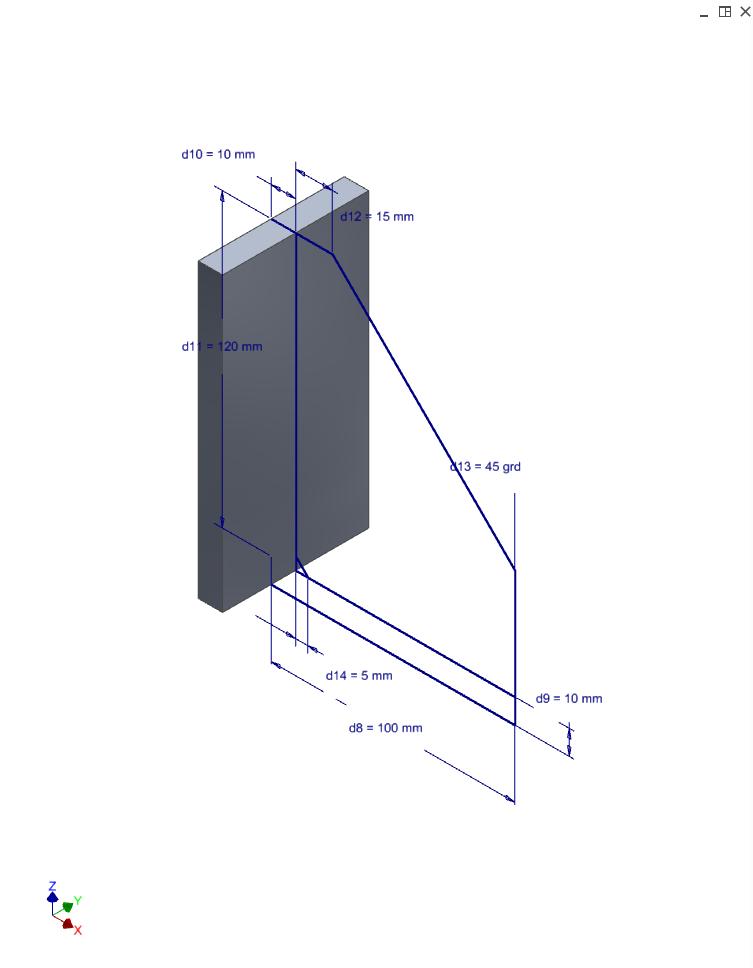 d10 = 10 mm
d12 = 15 mm
d11 = 120 mm
d13 = 45 grd
d14 = 5 mm
d9 = 10 mm
d8 = 100 mm
Z
Y
X